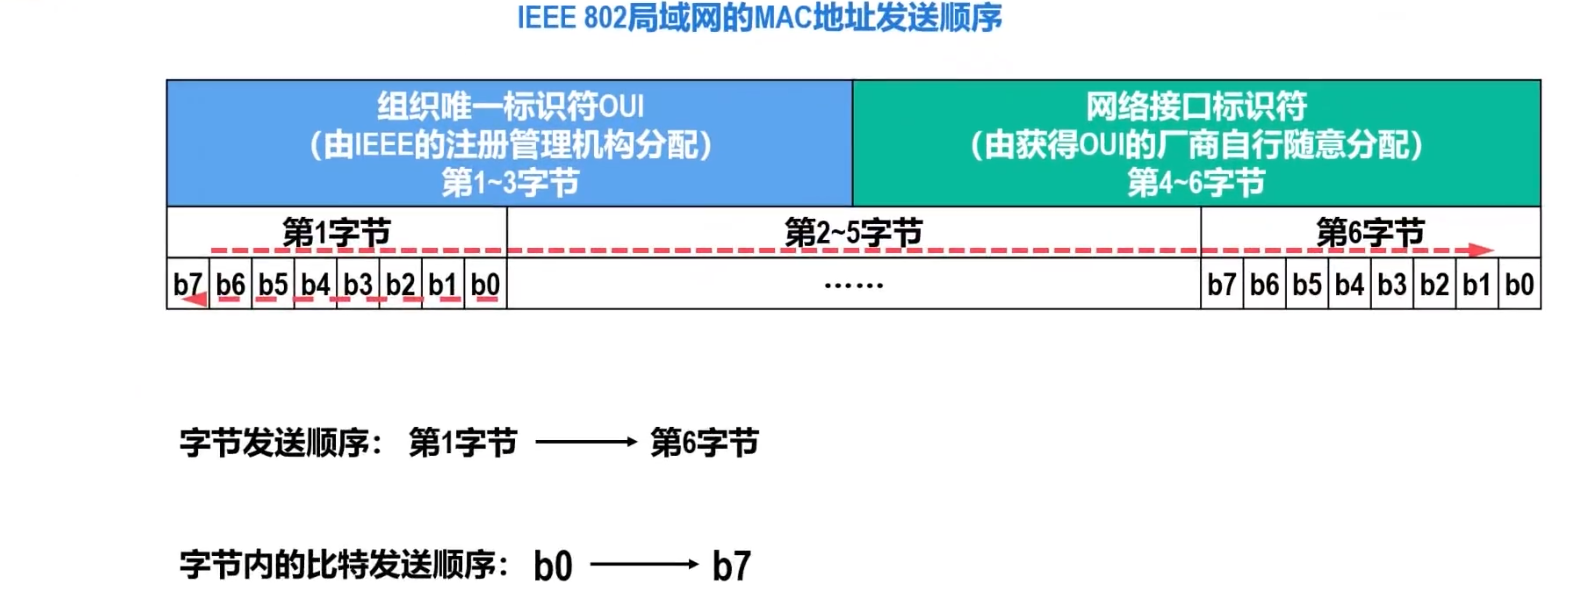 IEEE 802局域网的MAC地址发送顺序
组织唯一标识符OUI
（由IEEE的注册管理机构分配）
第1~3字节
网络接口标识符
（由获得OUI的厂商自行随意分配）
第4~6字节
第1字节
第2~5字节
第6字节
b7 b6 b5 b4 b3 b2 b1 b0 …… b7 b6 b5 b4 b3 b2 b1 b0
字节发送顺序： 第1字节 → 第6字节
字节内的比特发送顺序： b0 → b7